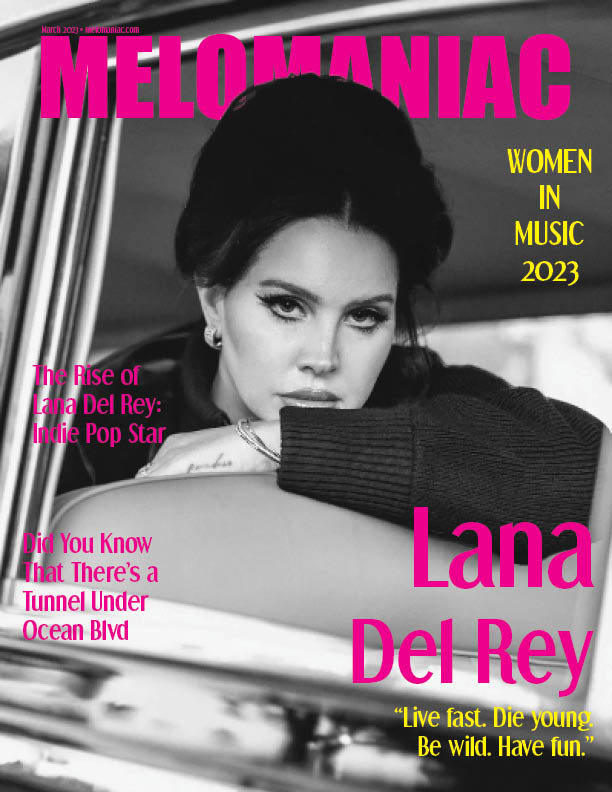 March 2023 • melomaniac.com
MELOMANIAC
WOMEN
IN
MUSIC
2023
The Rise of
Lana Del Rey:
Indie Pop Star
Did You Know
That There's a
Tunnel Under
Ocean Blvd
Lana
Del Rey
“Live fast. Die young.
Be wild. Have fun.”